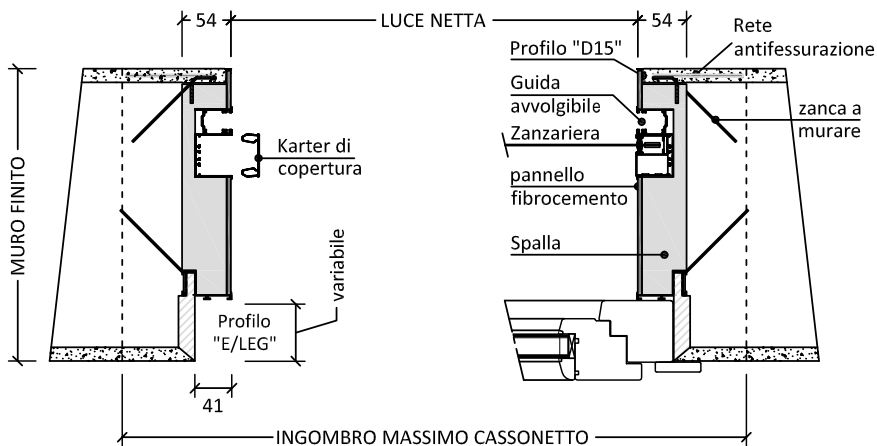 54
LUCE NETTA
54
Rete
antifessurazione
Profilo "D15"
Guida
avvolgibile
Zanzariera
zanca a
murare
Karter di
copertura
pannello
fibrocemento
MURO FINITO
Spalla
variabile
Profilo
"E/LEG"
41
INGOMBRO MASSIMO CASSONETTO